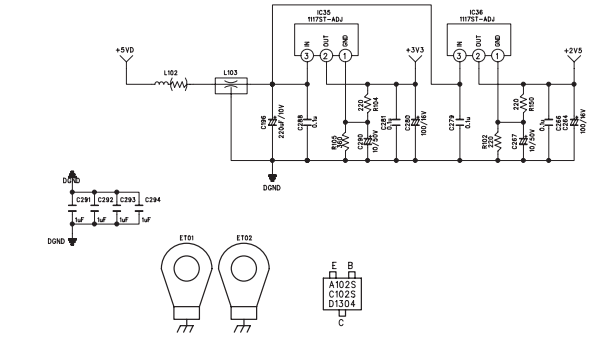 IC35
1117ST-ADJ
IC36
1117ST-ADJ
+5VD
IN
OUT
GND
3
2
1
+3V3
IN
OUT
GND
3
2
1
+2V5
L102
L103
C96
220uF/10V
C288
0.1u
R105
360
220
R104
C290
10/50V
C281
0.1u
C280
100/16V
C279
0.1u
R102
220
220
R100
C267
10/50V
0.1u
C266
C264
100/16V
DGND
DGND
C291
C292
C293
C294
1uF
1uF
1uF
1uF
DGND
ET01
ET02
E B
A102S
C102S
D1304
C